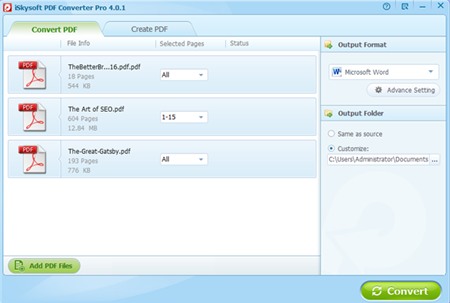 iSkysoft PDF Converter Pro 4.0.1
Convert PDF
Create PDF
File Info
Selected Pages
Status
PDF
TheBetterBr...16.pdf.pdf
18 Pages
544 KB
All
PDF
The Art of SEO.pdf
604 Pages
12.84 MB
1-15
PDF
The-Great-Gatsby.pdf
193 Pages
776 KB
All
Add PDF Files
Output Format
W
Microsoft Word
Advance Setting
Output Folder
Same as source
Customize:
C:\Users\Administrator\Documents
...
Convert